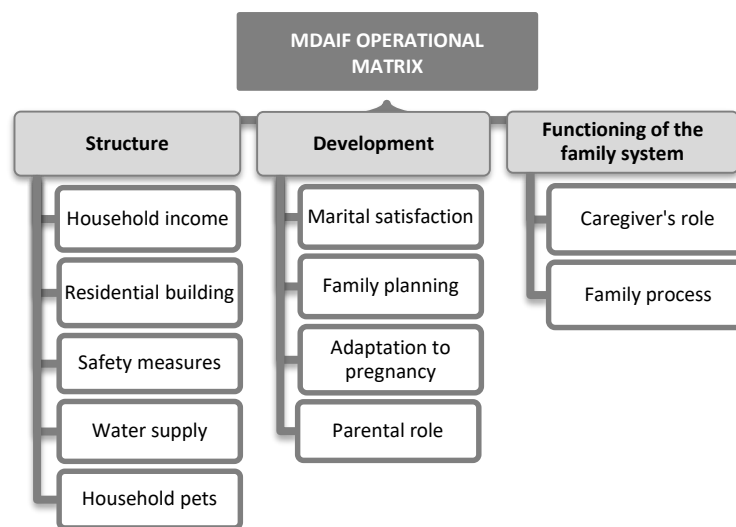 MDAIF OPERATIONAL
MATRIX
Structure
Household income
Residential building
Safety measures
Water supply
Household pets
Development
Marital satisfaction
Family planning
Adaptation to
pregnancy
Parental role
Functioning of the
family system
Caregiver's role
Family process